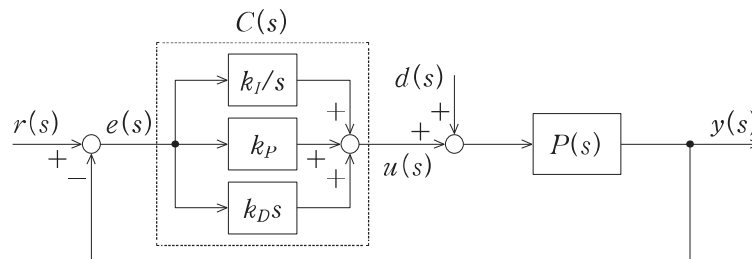 C(s)
k_I/s
d(s)
+
+
r(s)
e(s)
k_P
+
+
P(s)
y(s)
+
−
+
u(s)
k_D s